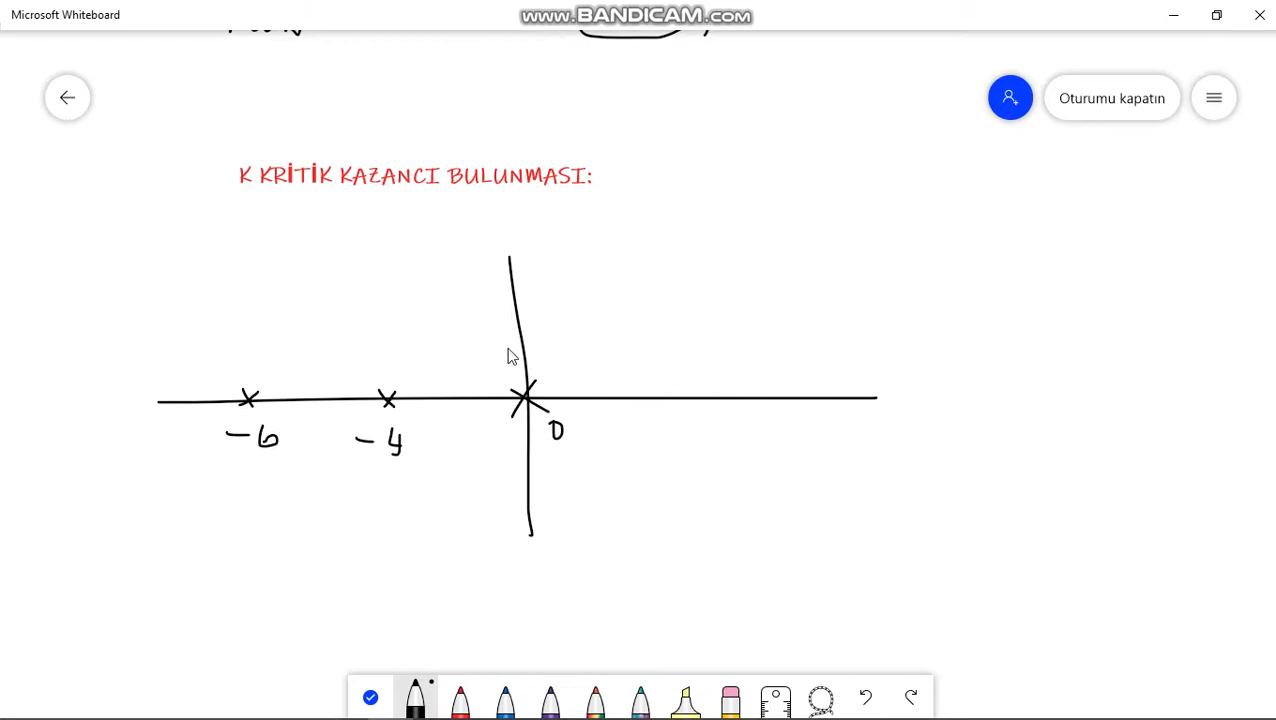 Microsoft Whiteboard
www.BANDICAM.com
Oturumu kapatın
K KRİTİK KAZANCI BULUNMASI:
-6 -4 0